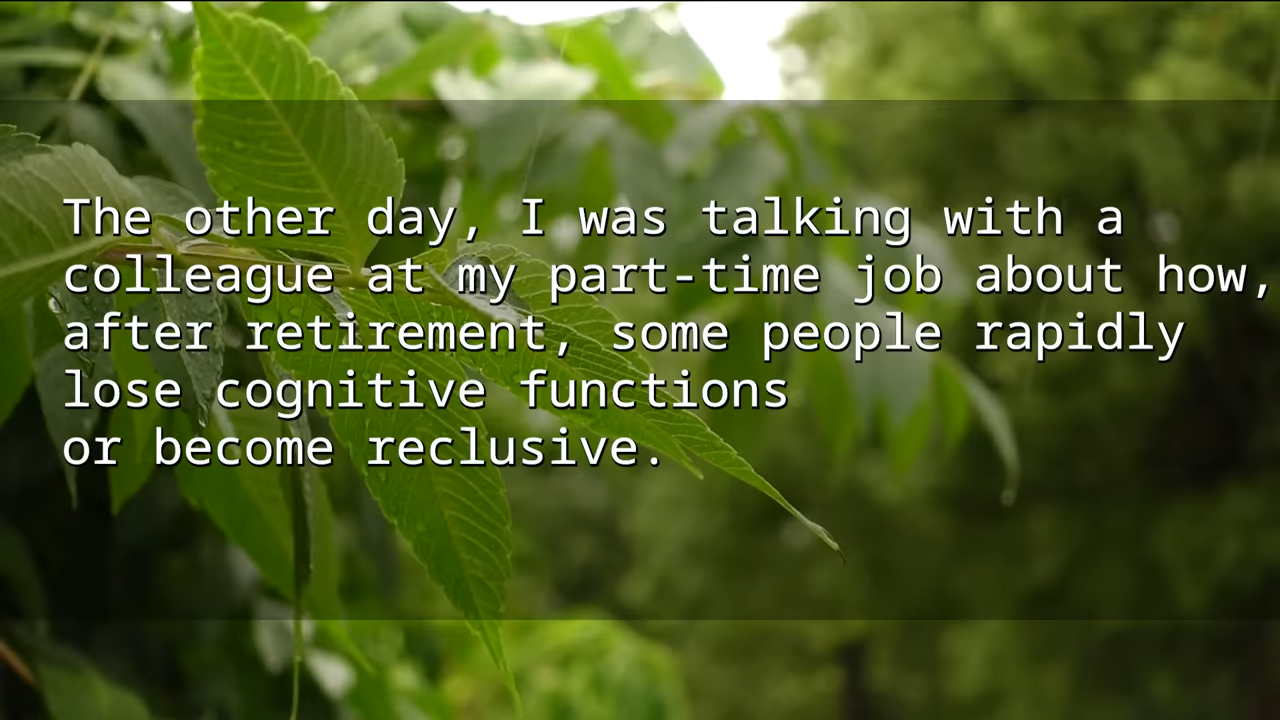 The other day, I was talking with a
colleague at my part-time job about how,
after retirement, some people rapidly
lose cognitive functions
or become reclusive.